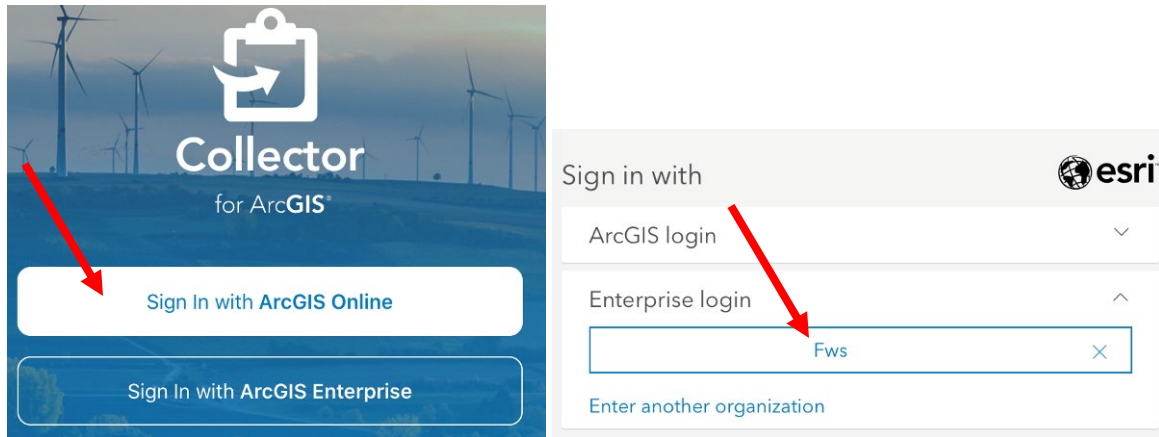 Collector
for ArcGIS®
Sign In with ArcGIS Online
Sign In with ArcGIS Enterprise
Sign in with
esri
ArcGIS login
Enterprise login
Fws
Enter another organization